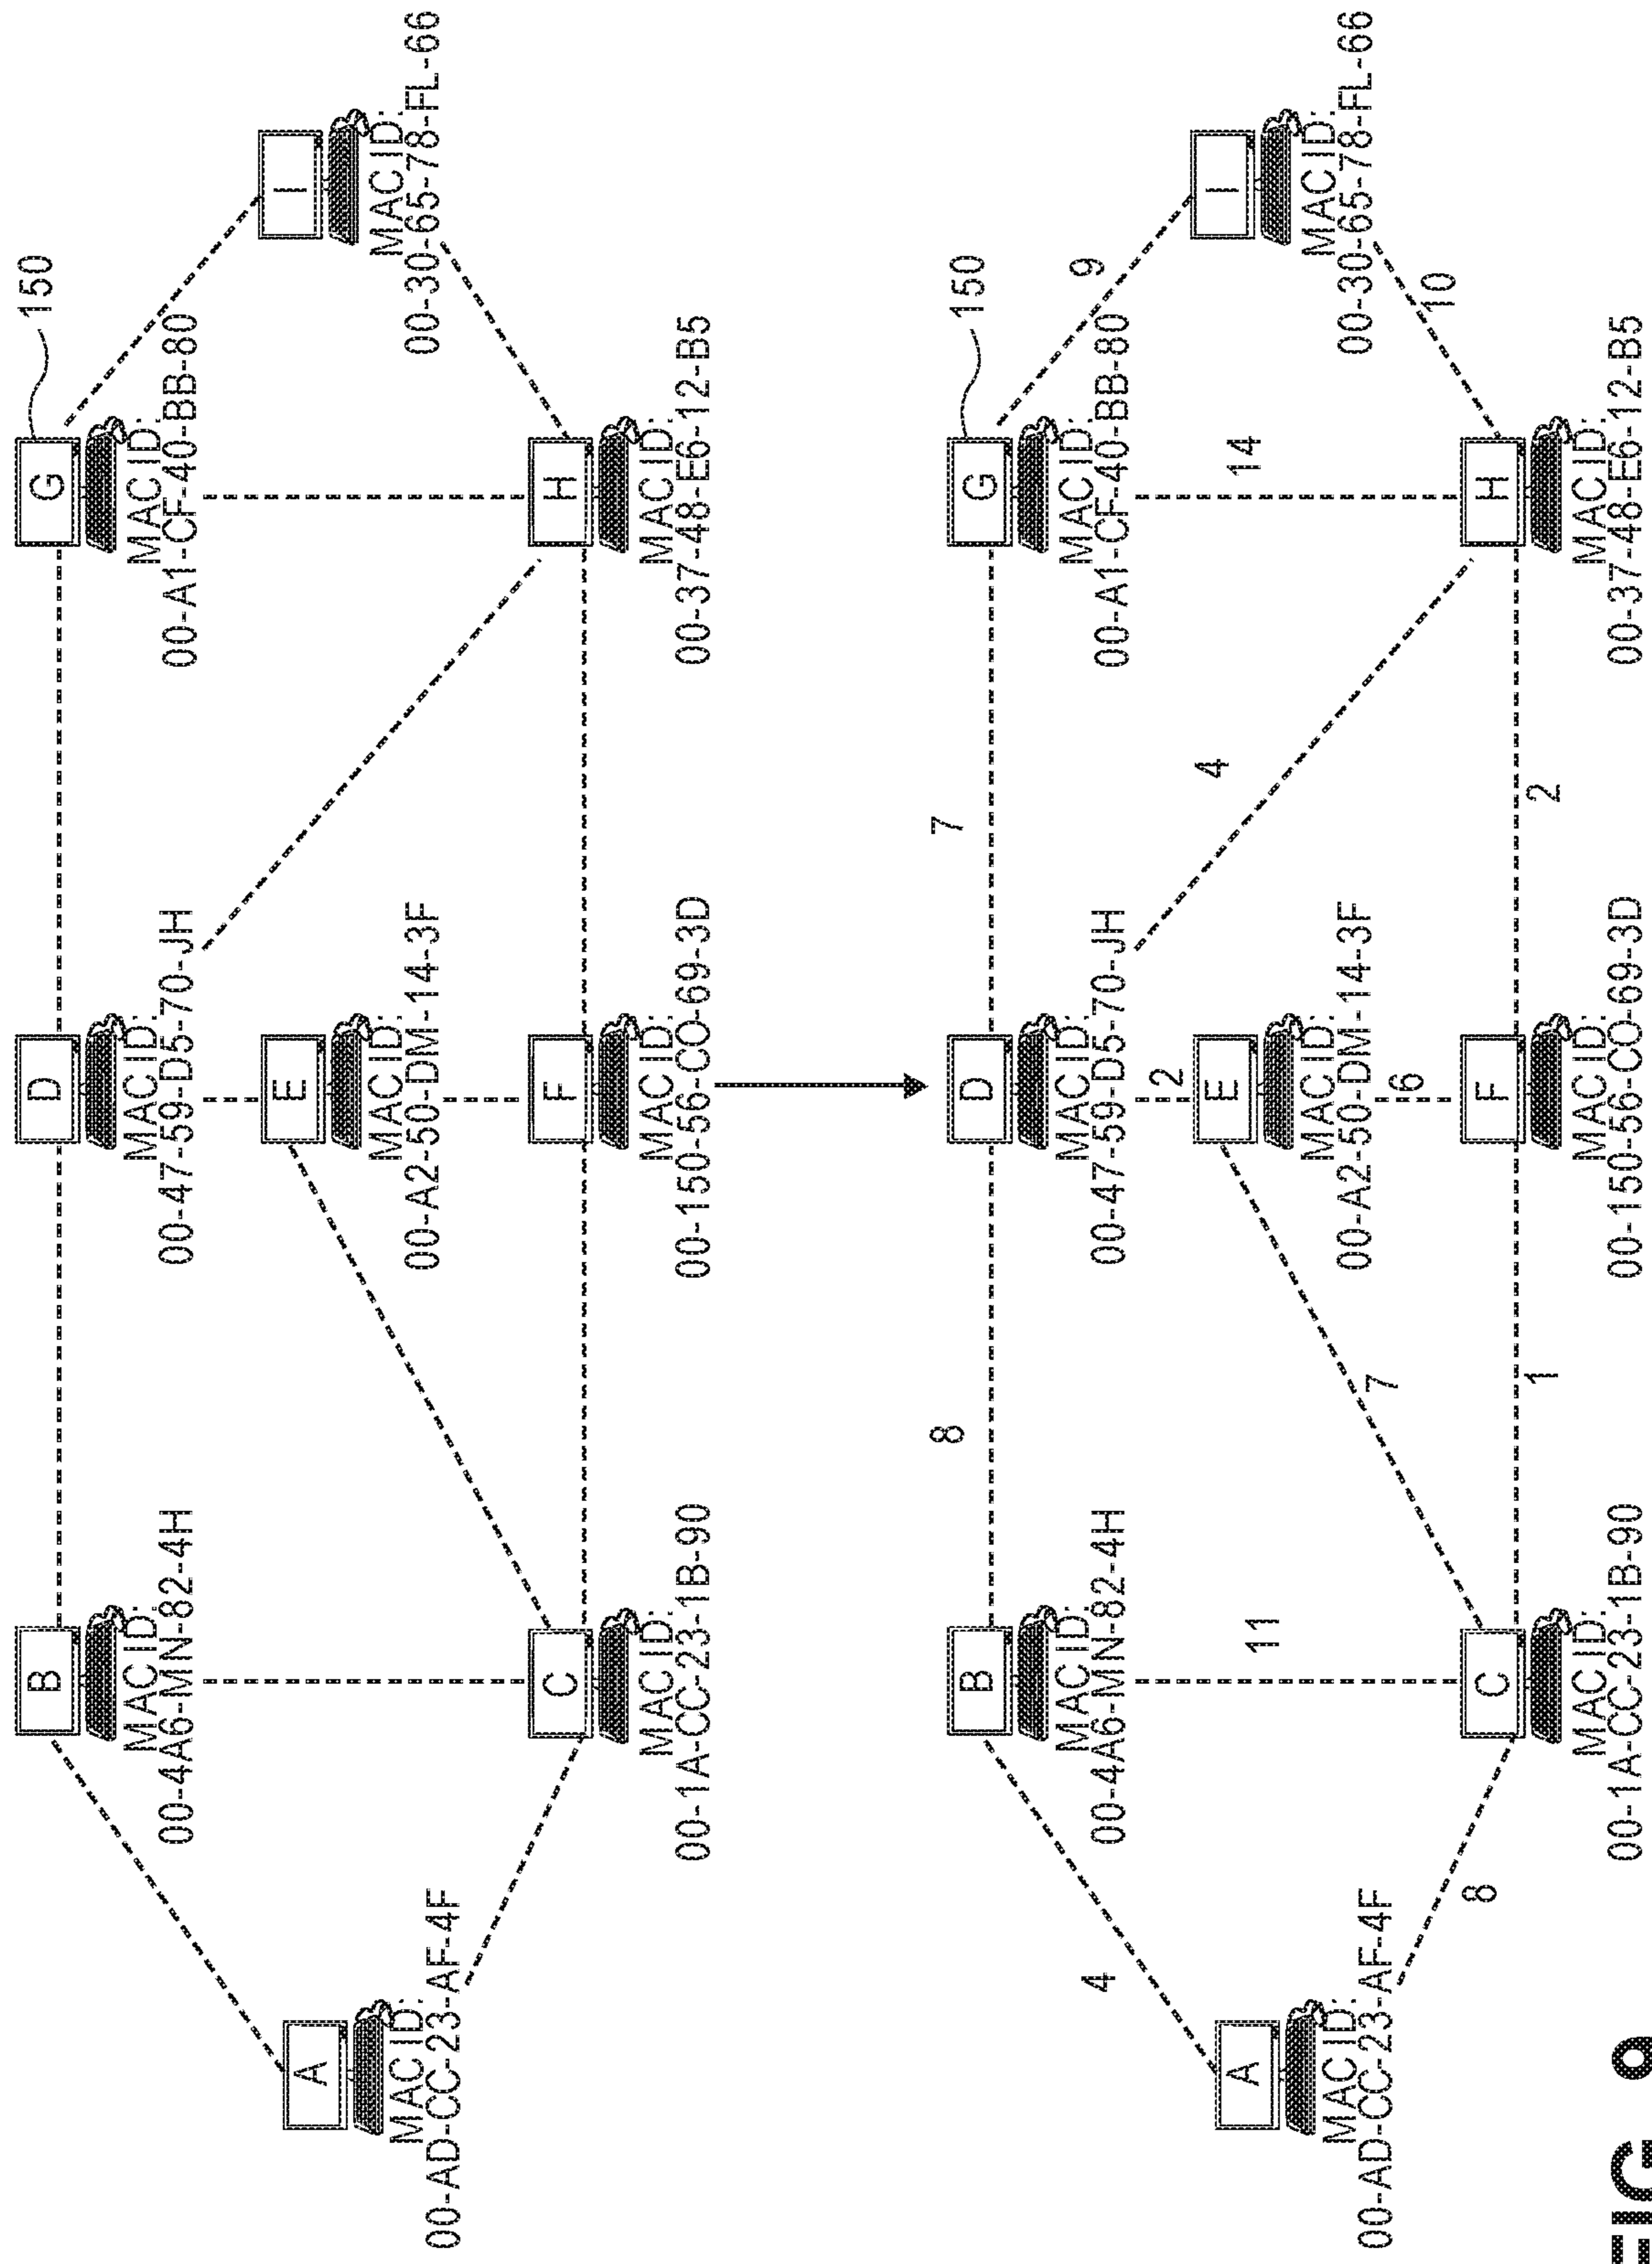 150
B
MAC ID:
00-4A6-MN-82-4H
D
MAC ID:
00-47-59-D5-70-JH
G
MAC ID:
00-A1-CF-40-BB-80
A
MAC ID:
00-AD-CC-23-AF-4F
E
MAC ID:
00-A2-50-DM-14-3F
I
MAC ID:
00-30-65-78-FL-66
C
MAC ID:
00-1A-CC-23-1B-90
F
MAC ID:
00-150-56-CO-69-3D
H
MAC ID:
00-37-48-E6-12-B5
8
7
150
B
MAC ID:
00-4A6-MN-82-4H
D
MAC ID:
00-47-59-D5-70-JH
G
MAC ID:
00-A1-CF-40-BB-80
4
9
2
4
A
MAC ID:
00-AD-CC-23-AF-4F
11
E
MAC ID:
00-A2-50-DM-14-3F
14
I
MAC ID:
00-30-65-78-FL-66
7
6
10
8
C
MAC ID:
00-1A-CC-23-1B-90
1
F
MAC ID:
00-150-56-CO-69-3D
2
H
MAC ID:
00-37-48-E6-12-B5
FIG. 9